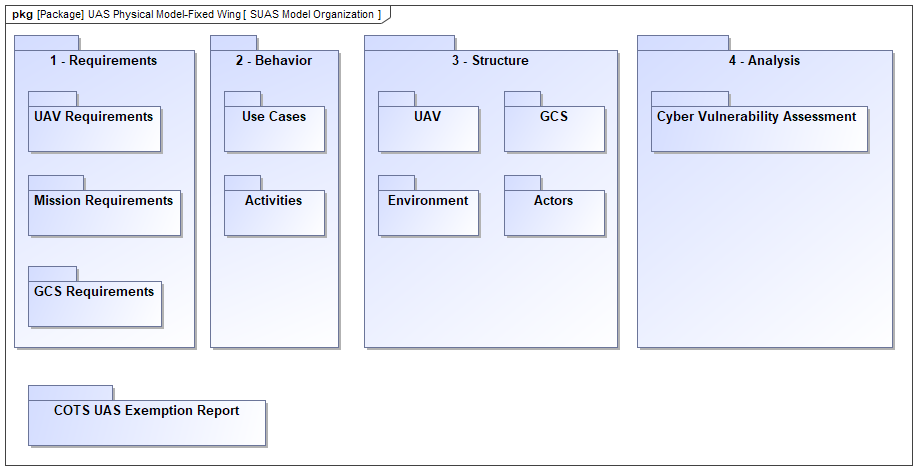 pkg [Package] UAS Physical Model-Fixed Wing [ SUAS Model Organization ]
1 - Requirements
UAV Requirements
Mission Requirements
GCS Requirements
2 - Behavior
Use Cases
Activities
3 - Structure
UAV
GCS
Environment
Actors
4 - Analysis
Cyber Vulnerability Assessment
COTS UAS Exemption Report